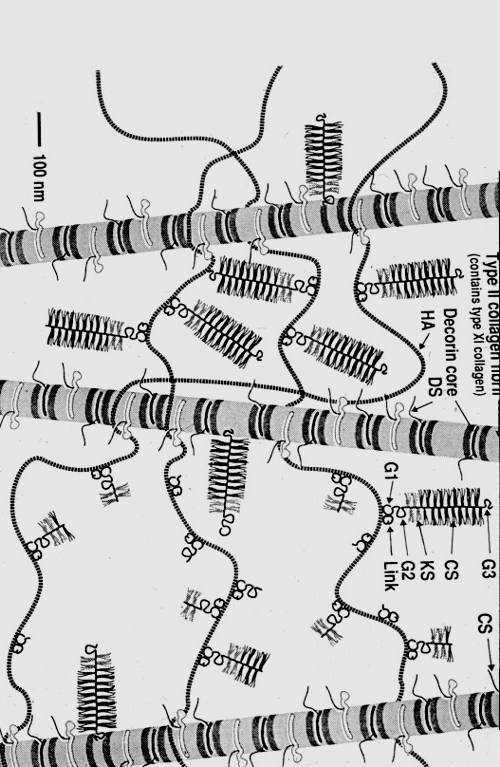 Type II collagen fibril
(contains type XI collagen)
Decorin core
DS
HA
G1
Link
G2
KS
CS
G3
CS
100 nm